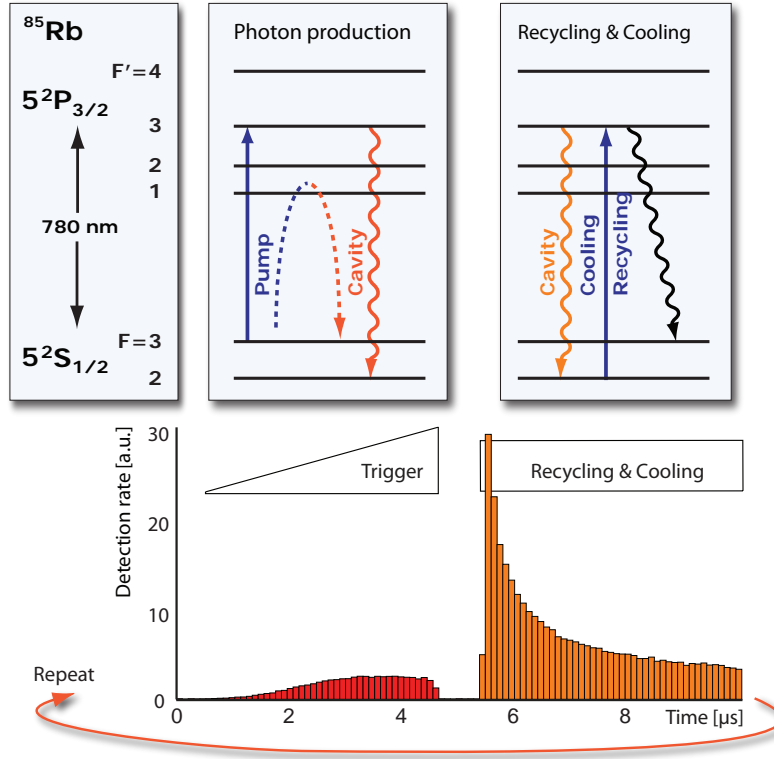 ⁸⁵Rb
F'=4
5²P₃/₂
3
2
1
780 nm
F=3
5²S₁/₂
2
Photon production
Pump
Cavity
Recycling & Cooling
Cavity
Cooling
Recycling
Detection rate [a.u.]
30
20
10
0
Trigger
Recycling & Cooling
Repeat
0
2
4
6
8
Time [µs]